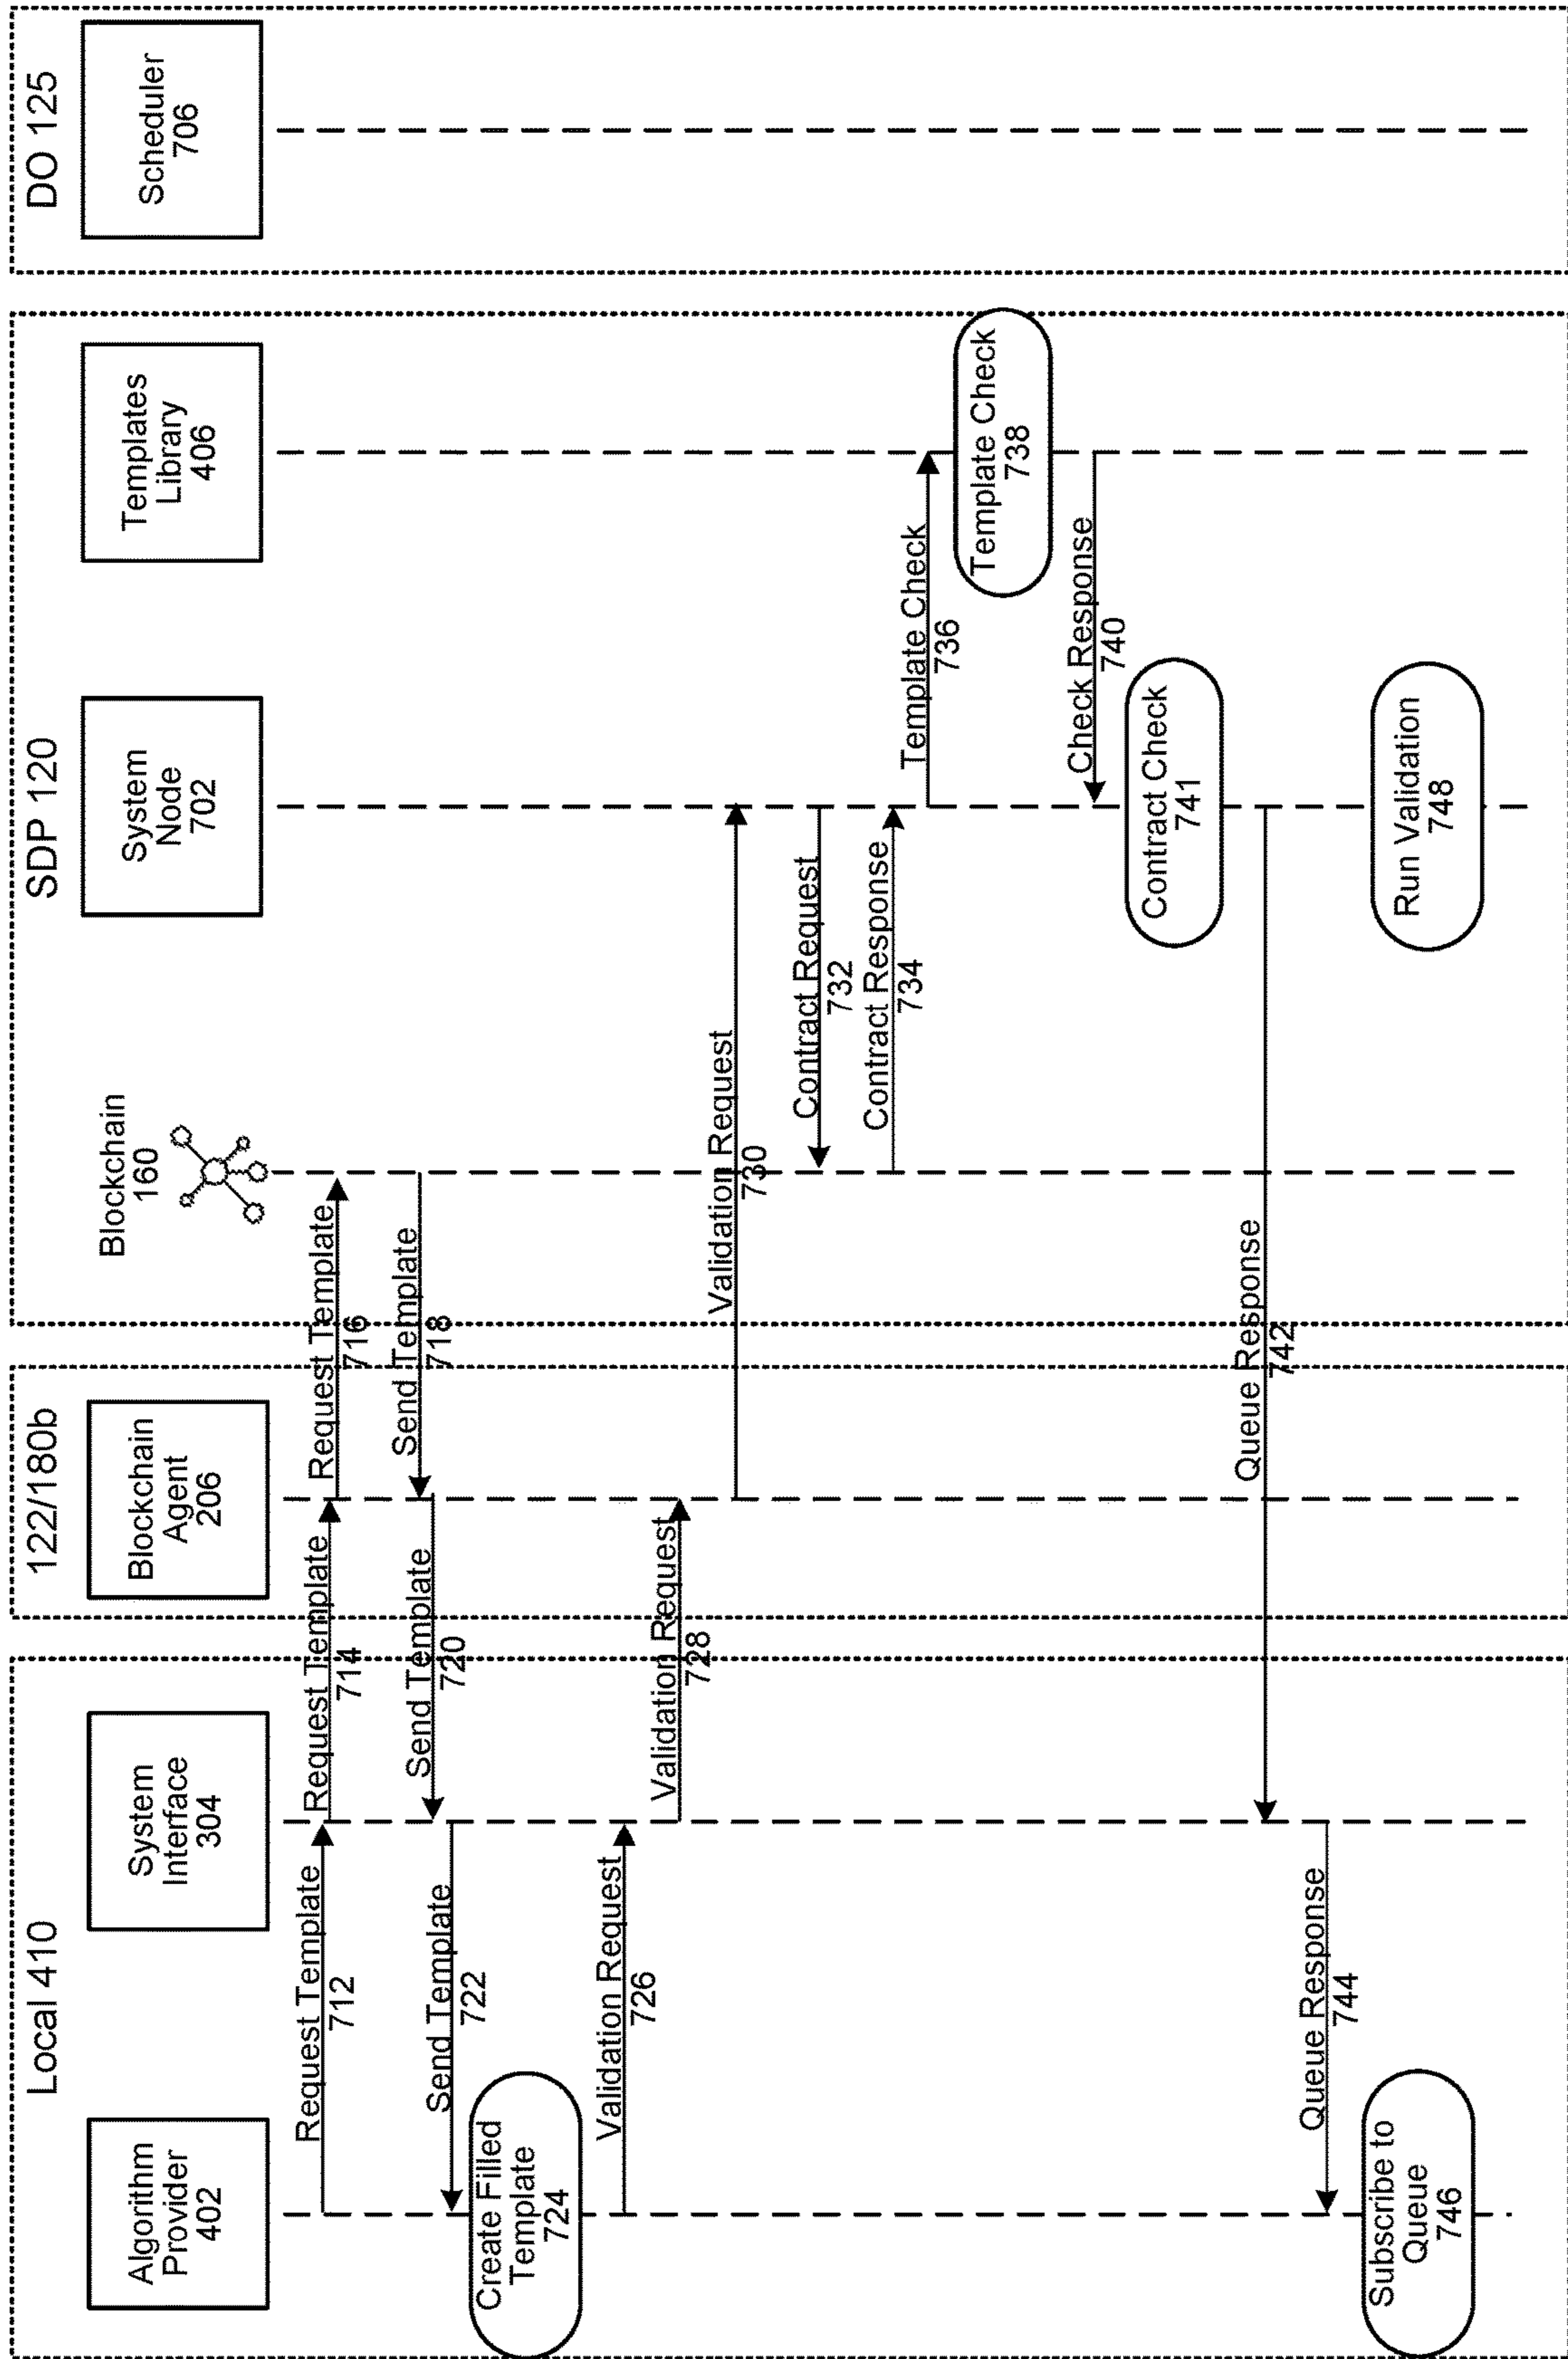 Local 410
122/180b
SDP 120
DO 125
Algorithm
Provider
402
System
Interface
304
Blockchain
Agent
206
Blockchain
160
System
Node
702
Templates
Library
406
Scheduler
706
Request Template
712
Request Template
714
Request Template
716
Send Template
718
Send Template
720
Send Template
722
Create Filled
Template
724
Validation Request
726
Validation Request
728
Validation Request
730
Contract Request
732
Contract Response
734
Template Check
736
Template Check
738
Check Response
740
Contract Check
741
Queue Response
742
Queue Response
744
Subscribe to
Queue
746
Run Validation
748